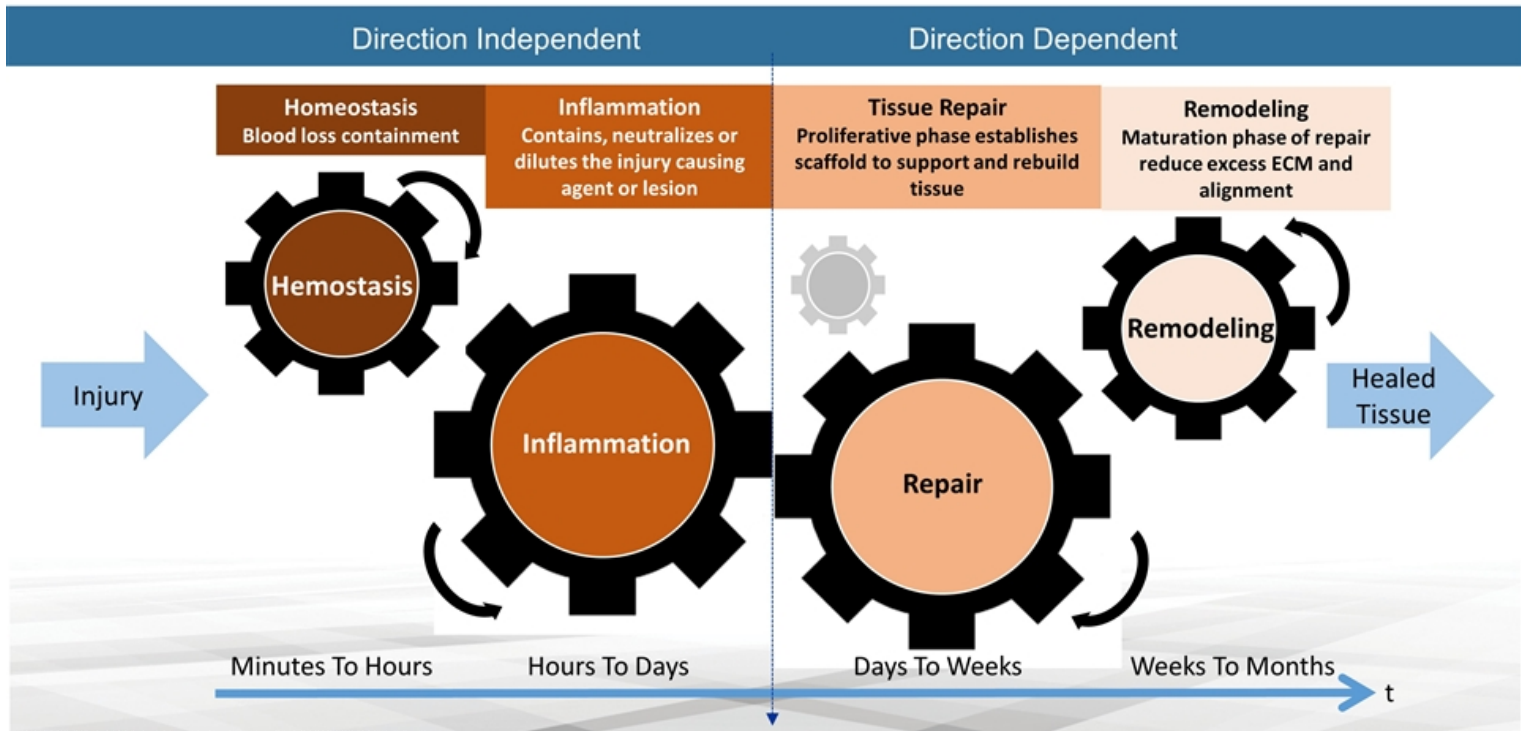 Direction Independent
Direction Dependent
Homeostasis
Blood loss containment
Inflammation
Contains, neutralizes or
dilutes the injury causing
agent or lesion
Tissue Repair
Proliferative phase establishes
scaffold to support and rebuild
tissue
Remodeling
Maturation phase of repair
reduce excess ECM and
alignment
Injury
Hemostasis
Inflammation
Repair
Remodeling
Healed
Tissue
Minutes To Hours
Hours To Days
Days To Weeks
Weeks To Months
t